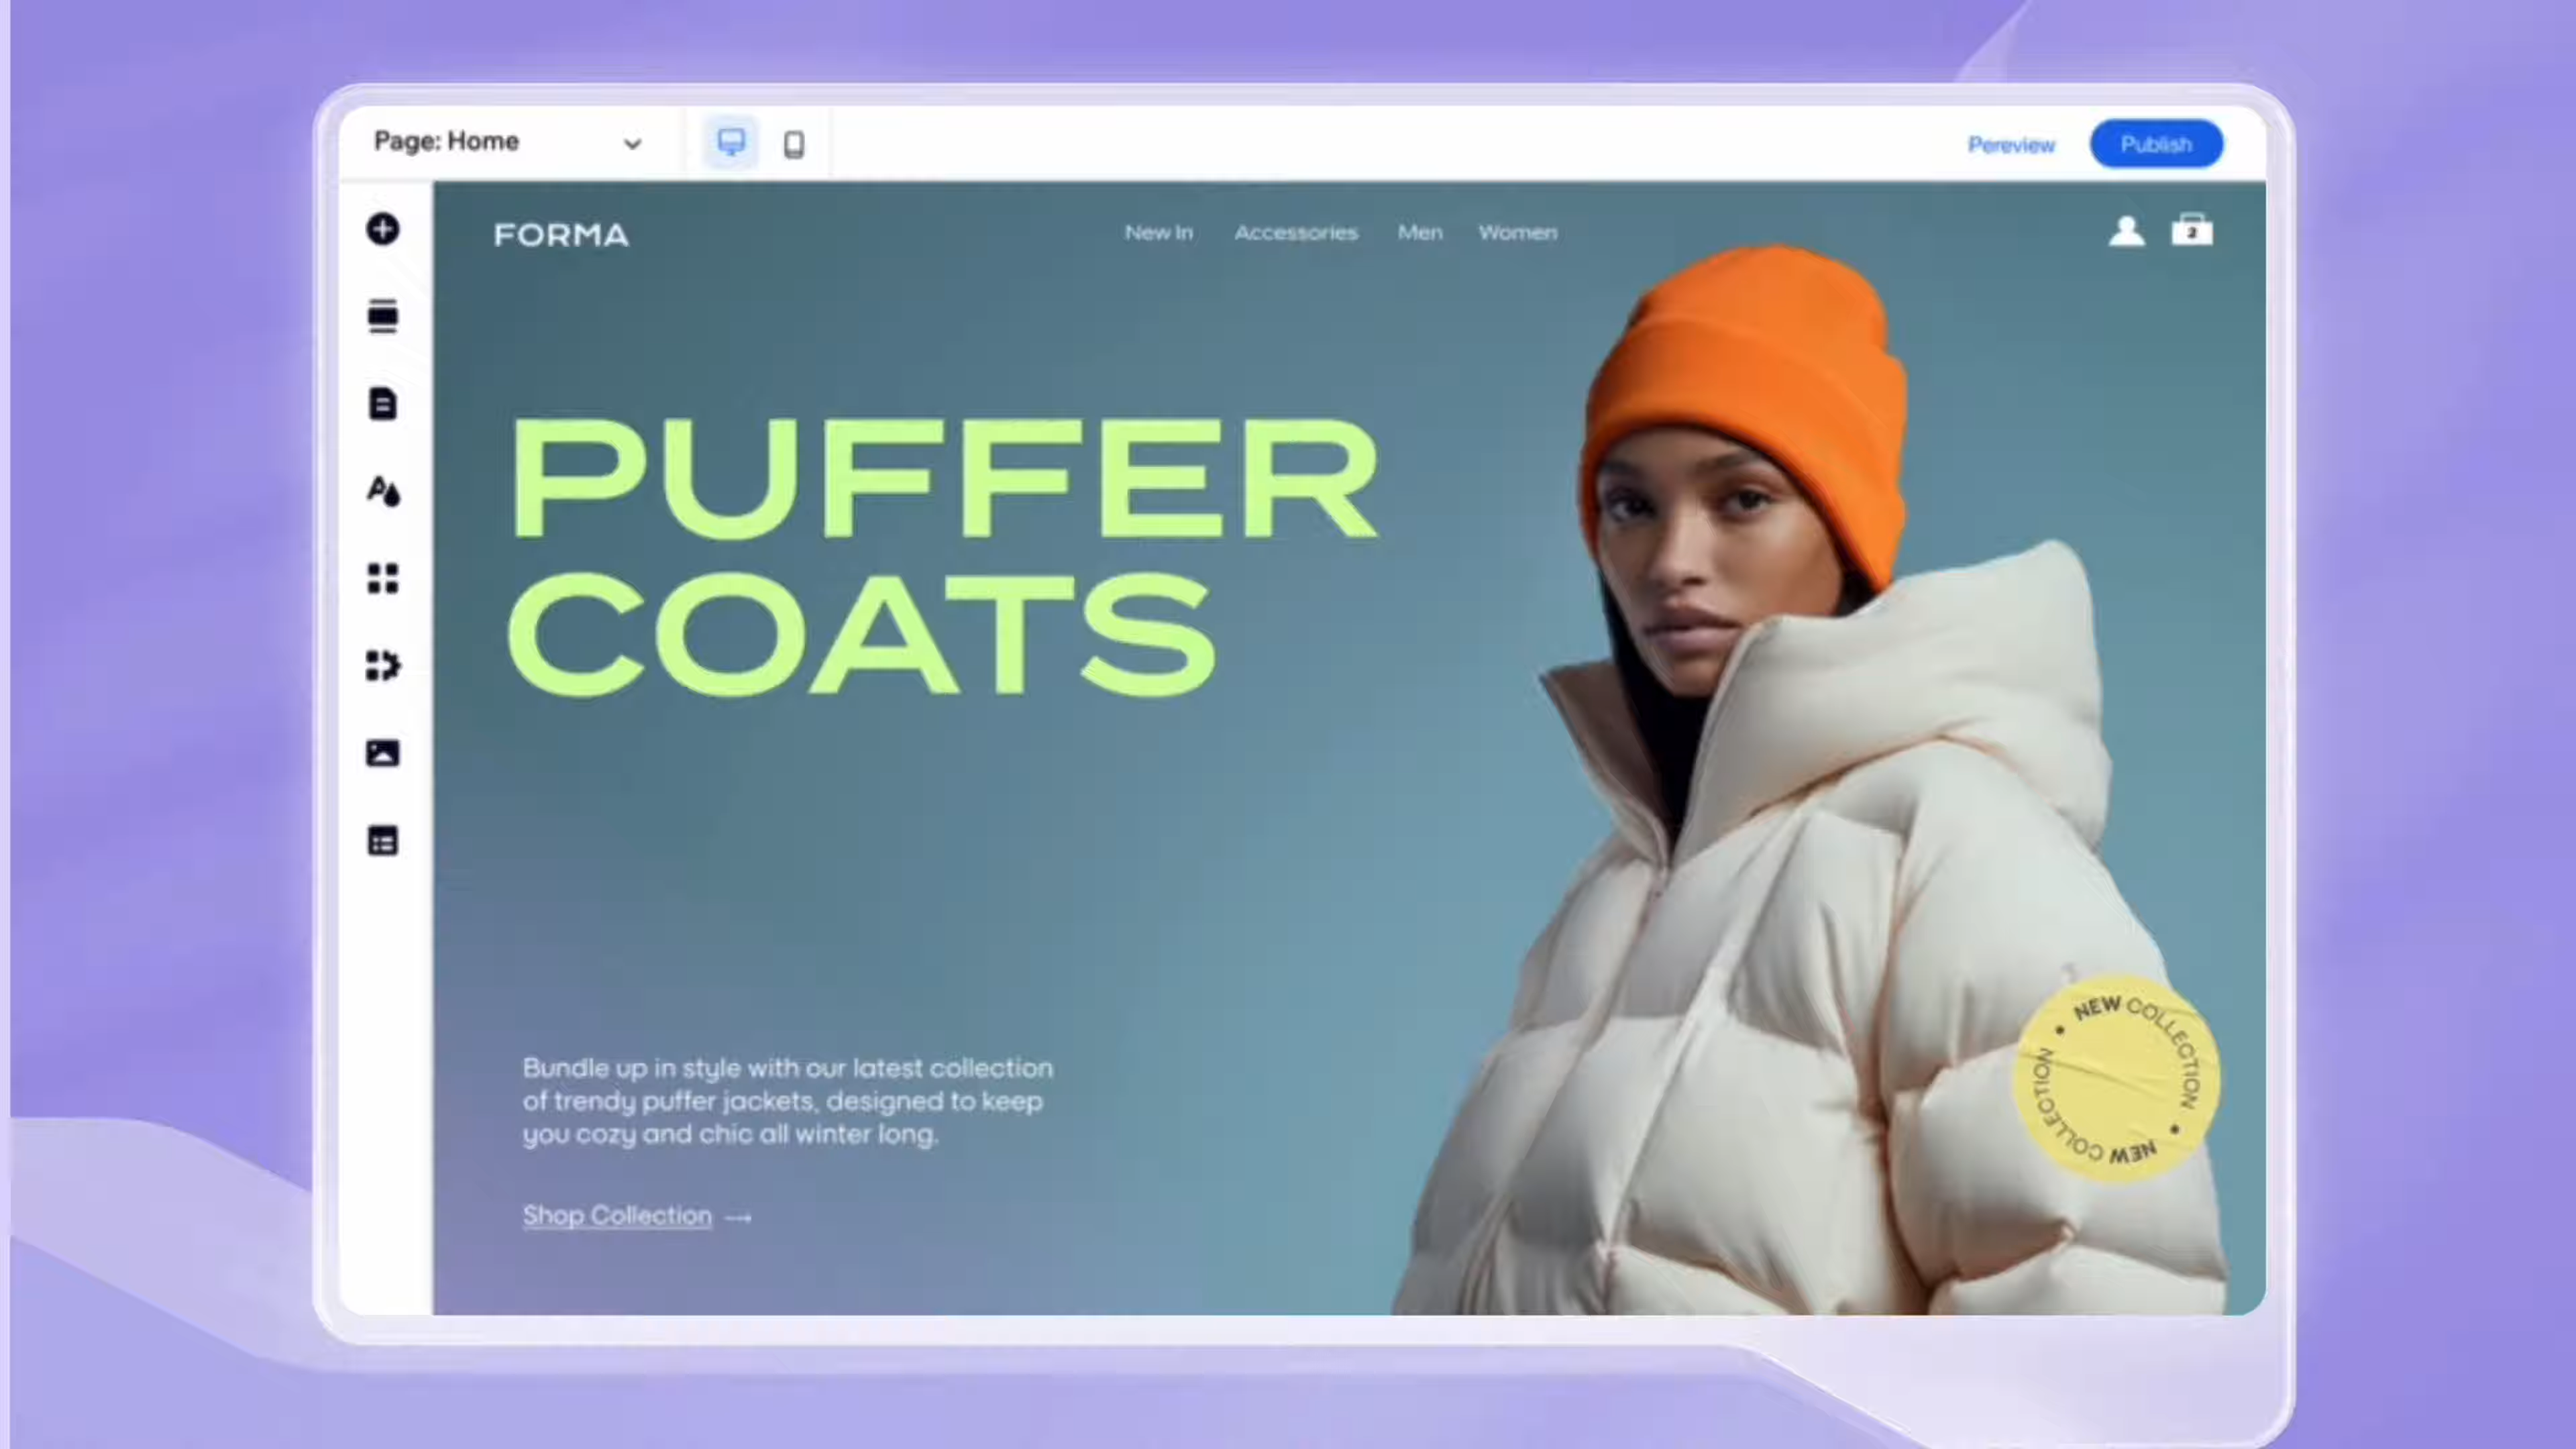 Page: Home
Pereview
Publish
FORMA
New In
Accessories
Men
Women
2
PUFFER
COATS
Bundle up in style with our latest collection
of trendy puffer jackets, designed to keep
you cozy and chic all winter long.
Shop Collection →
NEW COLLECTION • NEW COLLECTION •